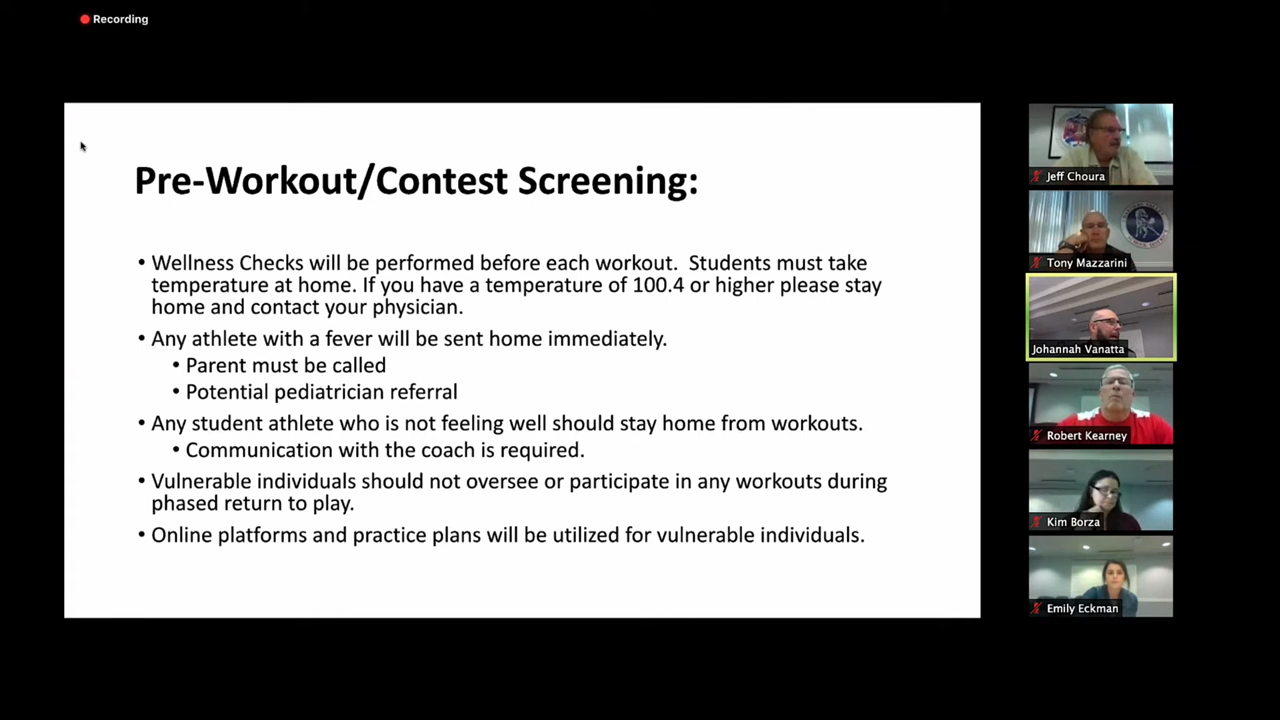 Recording
Pre-Workout/Contest Screening:
• Wellness Checks will be performed before each workout.  Students must take
temperature at home. If you have a temperature of 100.4 or higher please stay
home and contact your physician.
• Any athlete with a fever will be sent home immediately.
• Parent must be called
• Potential pediatrician referral
• Any student athlete who is not feeling well should stay home from workouts.
• Communication with the coach is required.
• Vulnerable individuals should not oversee or participate in any workouts during
phased return to play.
• Online platforms and practice plans will be utilized for vulnerable individuals.
Jeff Choura
Tony Mazzarini
Johannah Vanatta
Robert Kearney
Kim Borza
Emily Eckman